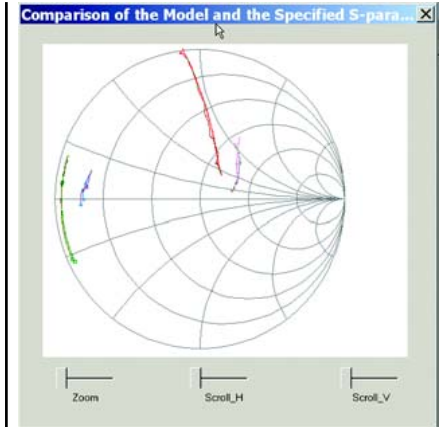 Comparison of the Model and the Specified S-para...
Zoom
Scroll_H
Scroll_V